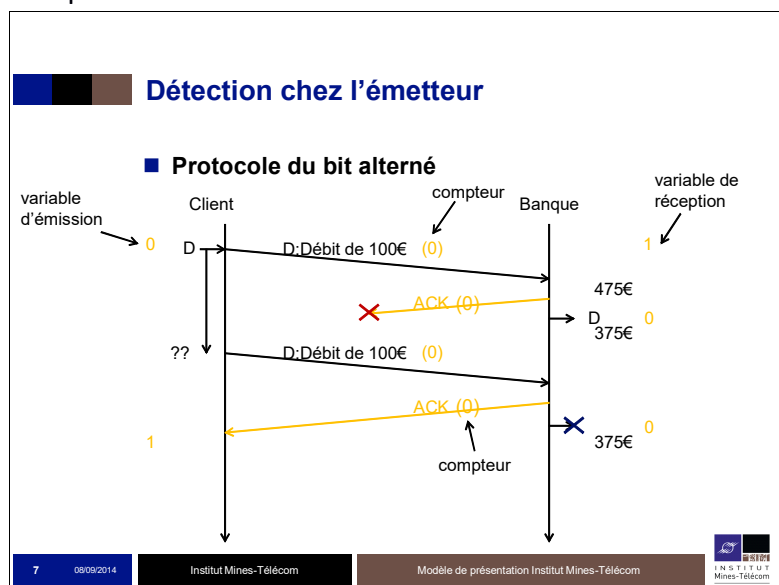 Détection chez l'émetteur
Protocole du bit alterné
variable
d'émission
Client
compteur
Banque
variable de
réception
0
D
D:Débit de 100€ (0)
1
475€
ACK (0)
D
0
375€
??
D:Débit de 100€ (0)
ACK (0)
1
375€
0
compteur
7
08/09/2014
Institut Mines-Télécom
Modèle de présentation Institut Mines-Télécom
INSTITUT
Mines-Télécom